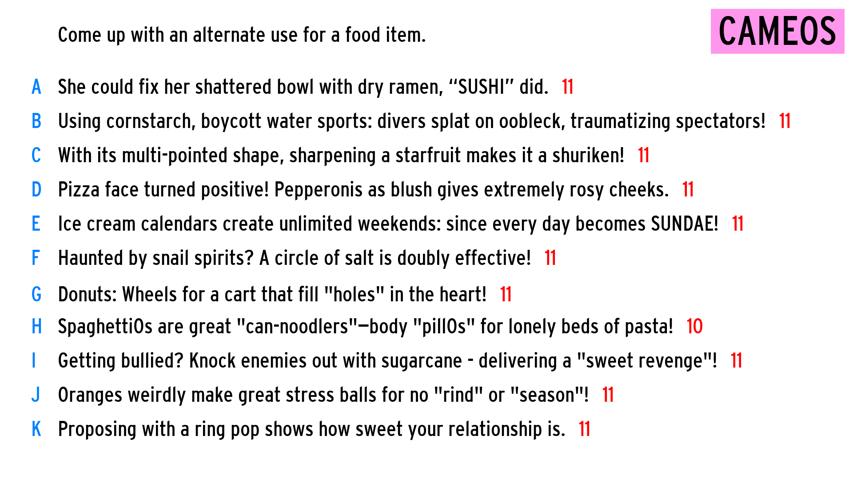 CAMEOS
Come up with an alternate use for a food item.
A She could fix her shattered bowl with dry ramen, “SUSHI” did. 11
B Using cornstarch, boycott water sports: divers splat on oobleck, traumatizing spectators! 11
C With its multi-pointed shape, sharpening a starfruit makes it a shuriken! 11
D Pizza face turned positive! Pepperonis as blush gives extremely rosy cheeks. 11
E Ice cream calendars create unlimited weekends: since every day becomes SUNDAE! 11
F Haunted by snail spirits? A circle of salt is doubly effective! 11
G Donuts: Wheels for a cart that fill "holes" in the heart! 11
H SpaghettiOs are great "can-noodlers"—body "pillOs" for lonely beds of pasta! 10
I Getting bullied? Knock enemies out with sugarcane - delivering a "sweet revenge"! 11
J Oranges weirdly make great stress balls for no "rind" or "season"! 11
K Proposing with a ring pop shows how sweet your relationship is. 11